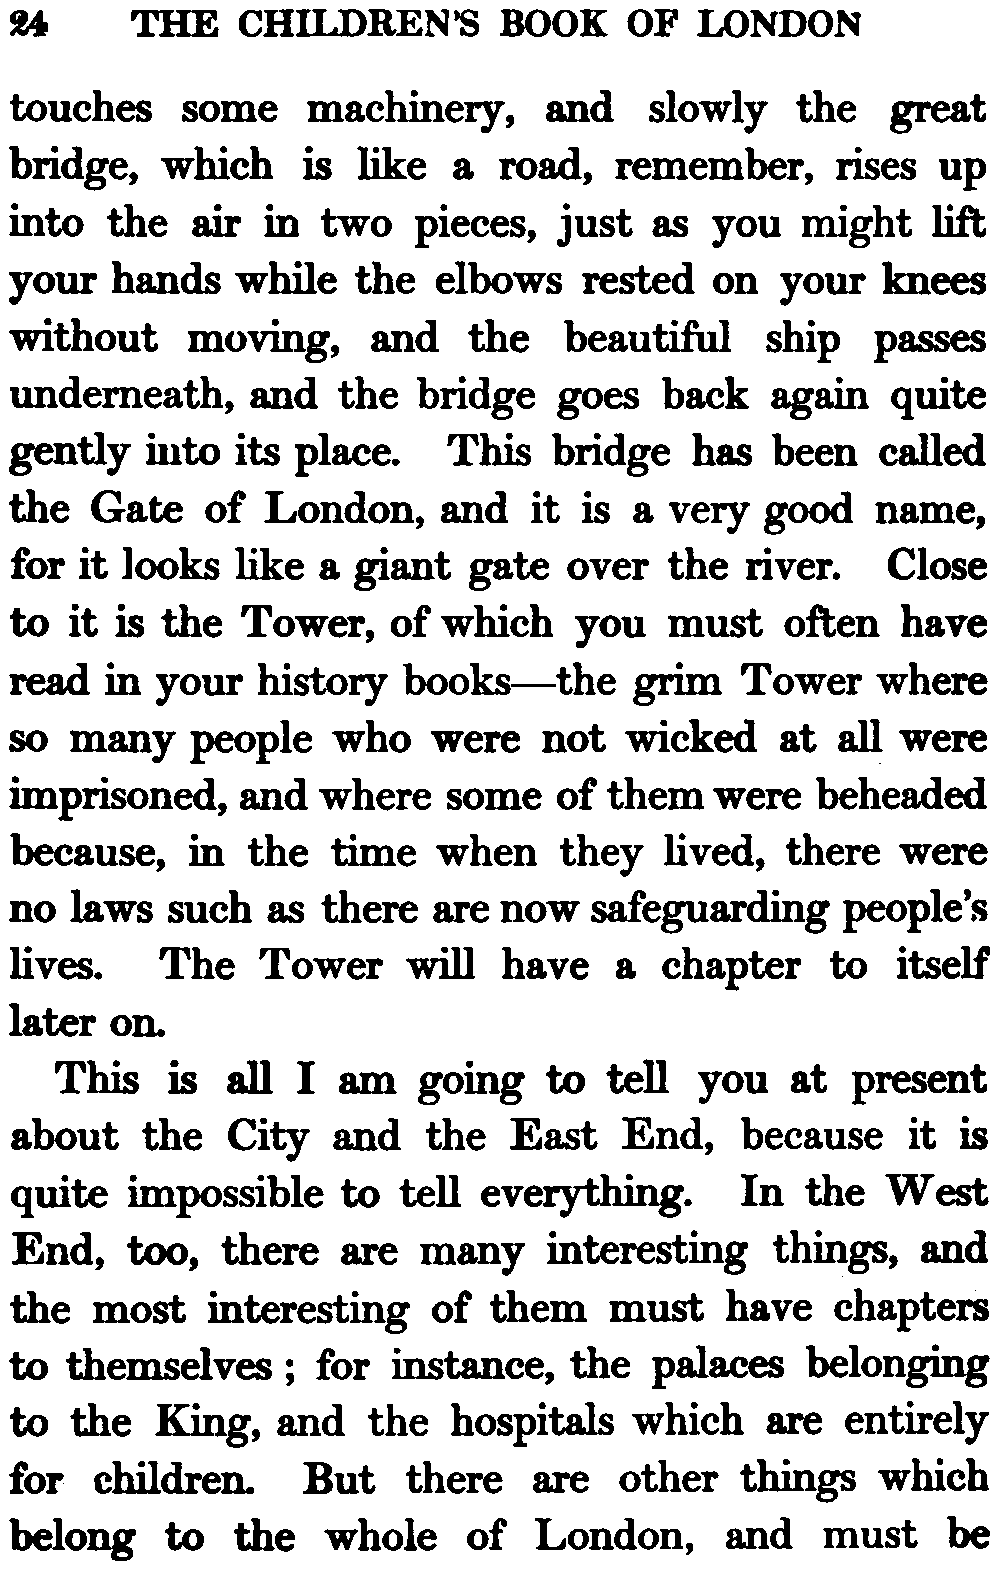 24 THE CHILDREN'S BOOK OF LONDON
touches some machinery, and slowly the great
bridge, which is like a road, remember, rises up
into the air in two pieces, just as you might lift
your hands while the elbows rested on your knees
without moving, and the beautiful ship passes
underneath, and the bridge goes back again quite
gently into its place. This bridge has been called
the Gate of London, and it is a very good name,
for it looks like a giant gate over the river. Close
to it is the Tower, of which you must often have
read in your history books—the grim Tower where
so many people who were not wicked at all were
imprisoned, and where some of them were beheaded
because, in the time when they lived, there were
no laws such as there are now safeguarding people's
lives. The Tower will have a chapter to itself
later on.
This is all I am going to tell you at present
about the City and the East End, because it is
quite impossible to tell everything. In the West
End, too, there are many interesting things, and
the most interesting of them must have chapters
to themselves; for instance, the palaces belonging
to the King, and the hospitals which are entirely
for children. But there are other things which
belong to the whole of London, and must be